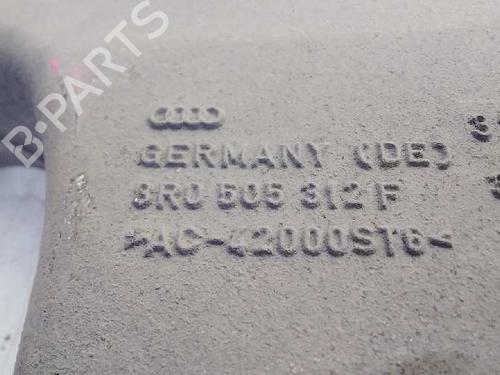 B-PARTS
GERMANY (DE)
8R0 505 312 F
>AC-42000ST6<